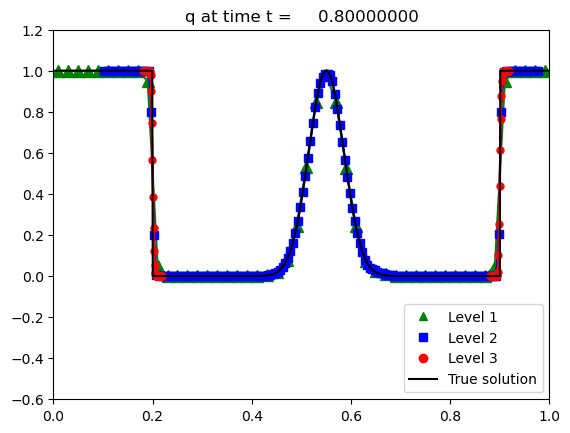 q at time t = 0.80000000
1.2
1.0
0.8
0.6
0.4
0.2
0.0
−0.2
−0.4
−0.6
Level 1
Level 2
Level 3
True solution
0.0 0.2 0.4 0.6 0.8 1.0